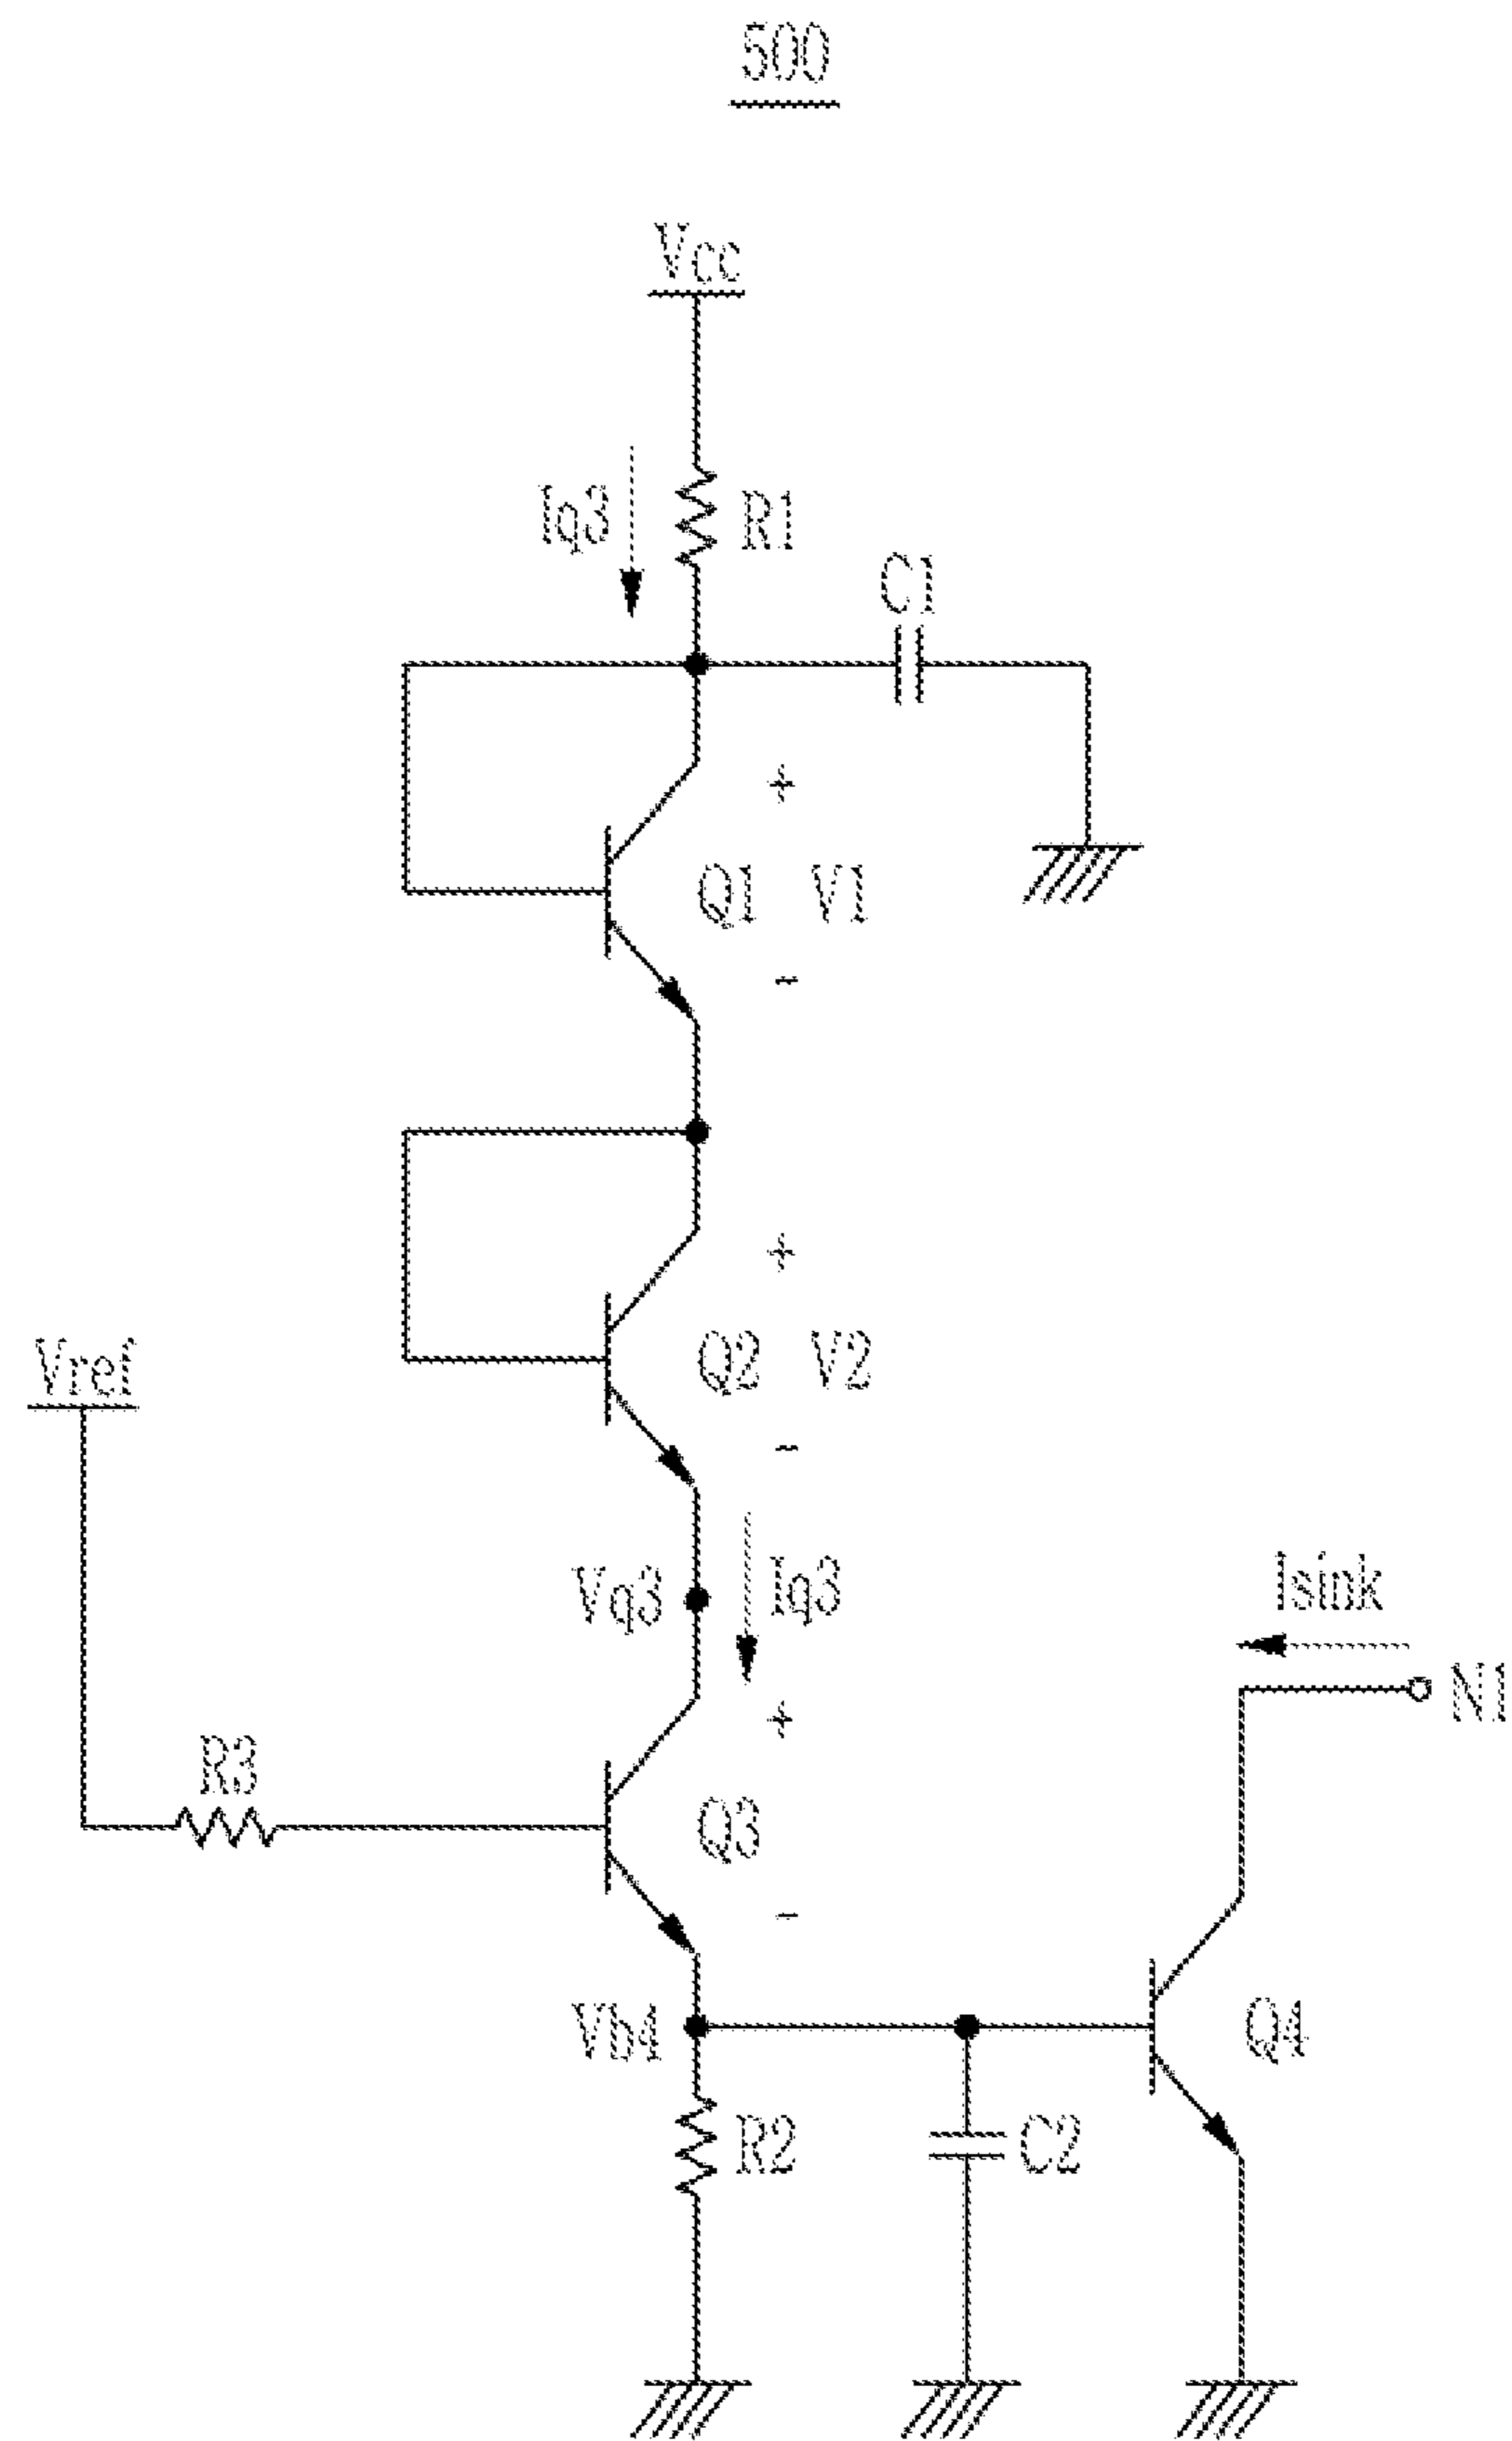 500
Vcc
Iq3
R1
C1
+
Q1 V1
-
+
Vref
Q2 V2
-
Vq3
Iq3
Isink
N1
+
R3
Q3
-
Vb4
Q4
R2
C2